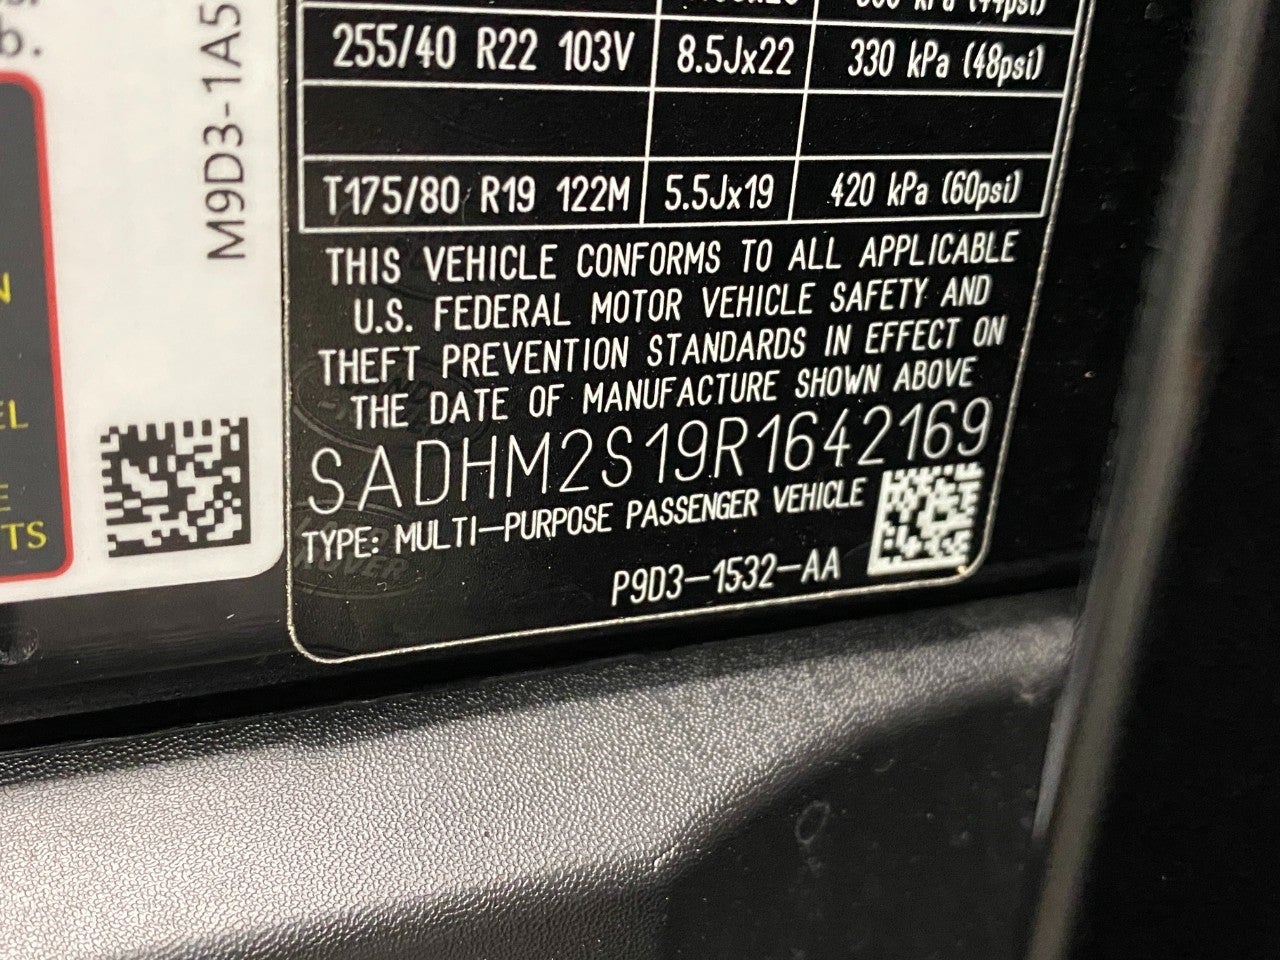 b.
M9D3-1A5
N
EL
E
TS
255/40 R22 103V 8.5Jx22 330 kPa (48psi)
T175/80 R19 122M 5.5Jx19 420 kPa (60psi)
THIS VEHICLE CONFORMS TO ALL APPLICABLE
U.S. FEDERAL MOTOR VEHICLE SAFETY AND
THEFT PREVENTION STANDARDS IN EFFECT ON
THE DATE OF MANUFACTURE SHOWN ABOVE
SADHM2S19R1642169
TYPE: MULTI-PURPOSE PASSENGER VEHICLE
P9D3-1532-AA